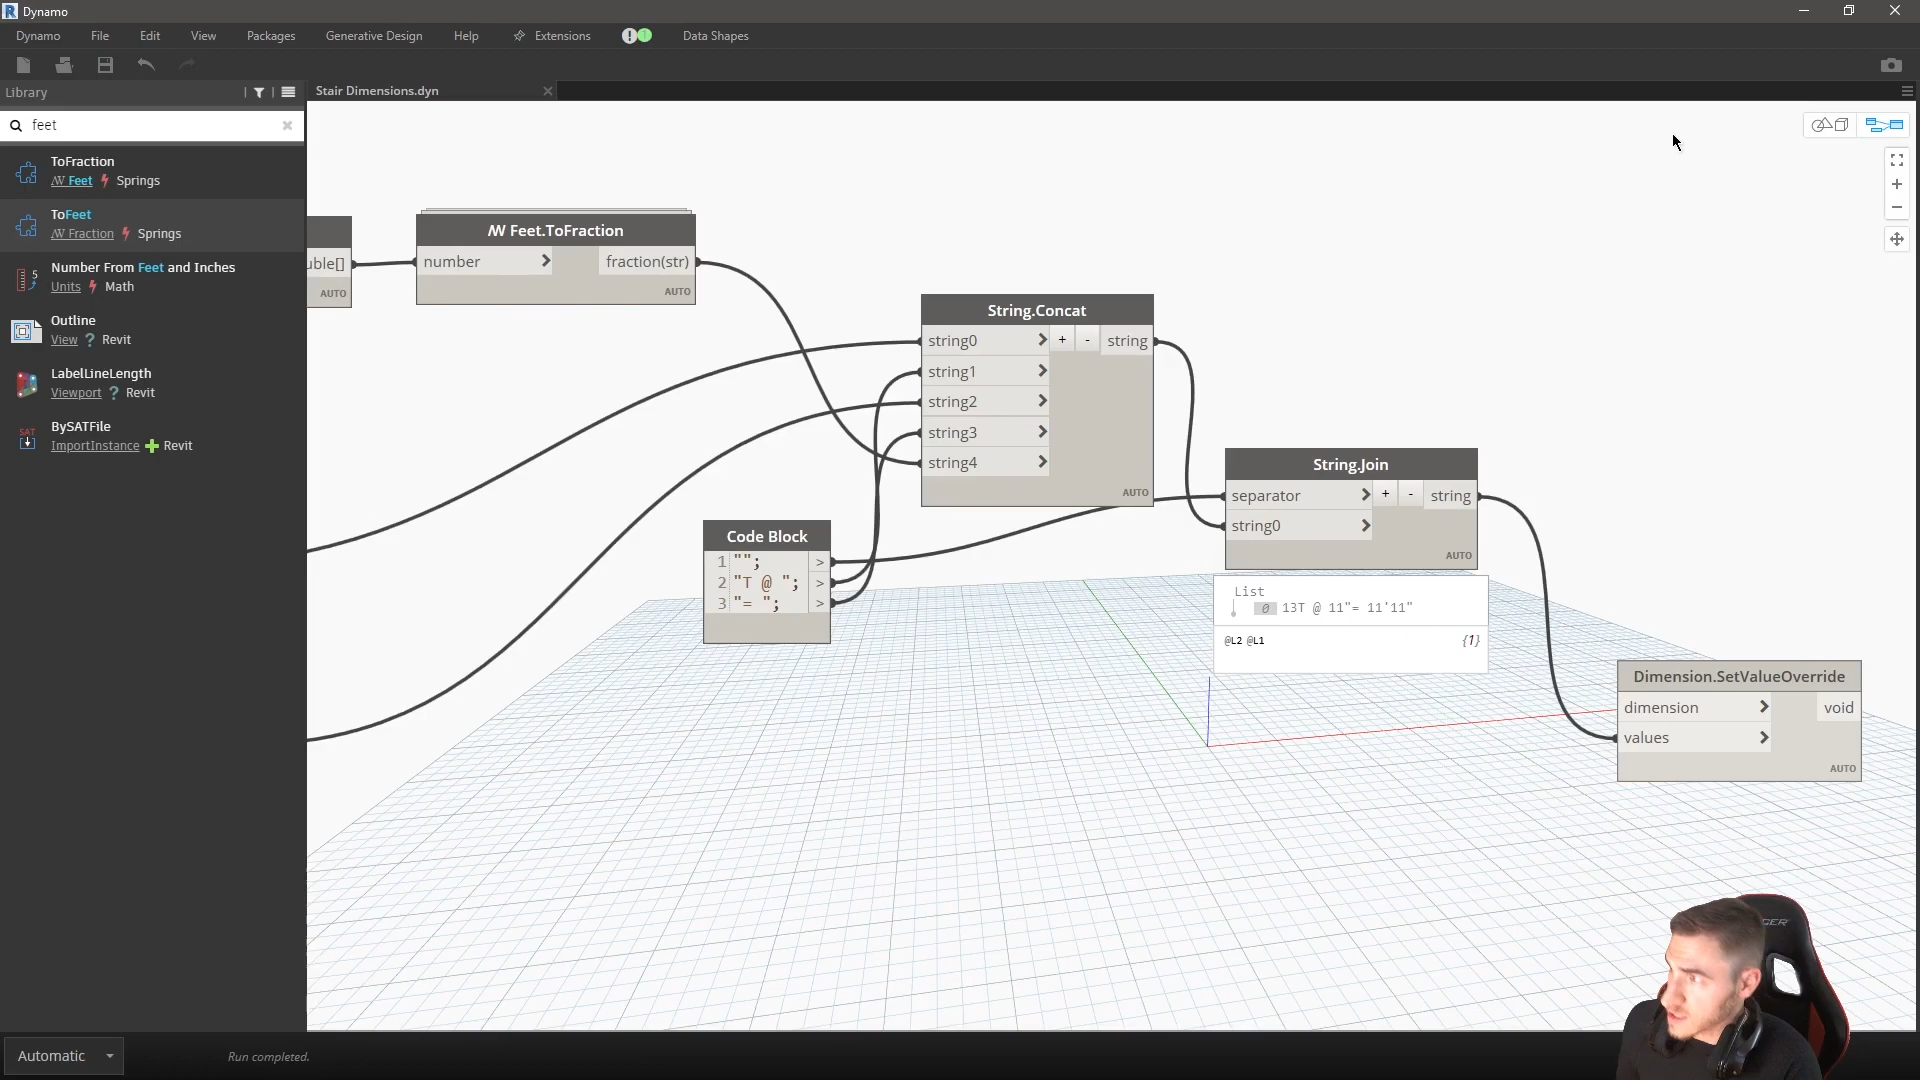 Dynamo
Dynamo File Edit View Packages Generative Design Help Extensions Data Shapes
Library
Stair Dimensions.dyn
feet
ToFraction
Feet Springs
ToFeet
Fraction Springs
Number From Feet and Inches
Units Math
Outline
View ? Revit
LabelLineLength
Viewport ? Revit
SAT
BySATFile
ImportInstance Revit
uble[]
AUTO
Feet.ToFraction
number > fraction(str)
AUTO
String.Concat
string0 > + - string
string1 >
string2 >
string3 >
string4 >
AUTO
Code Block
1 ""; >
2 "T @ "; >
3 "= "; >
String.Join
separator > + - string
string0 >
AUTO
List
0 13T @ 11"= 11'11"
@L2 @L1 {1}
Dimension.SetValueOverride
dimension > void
values >
AUTO
Automatic
Run completed.